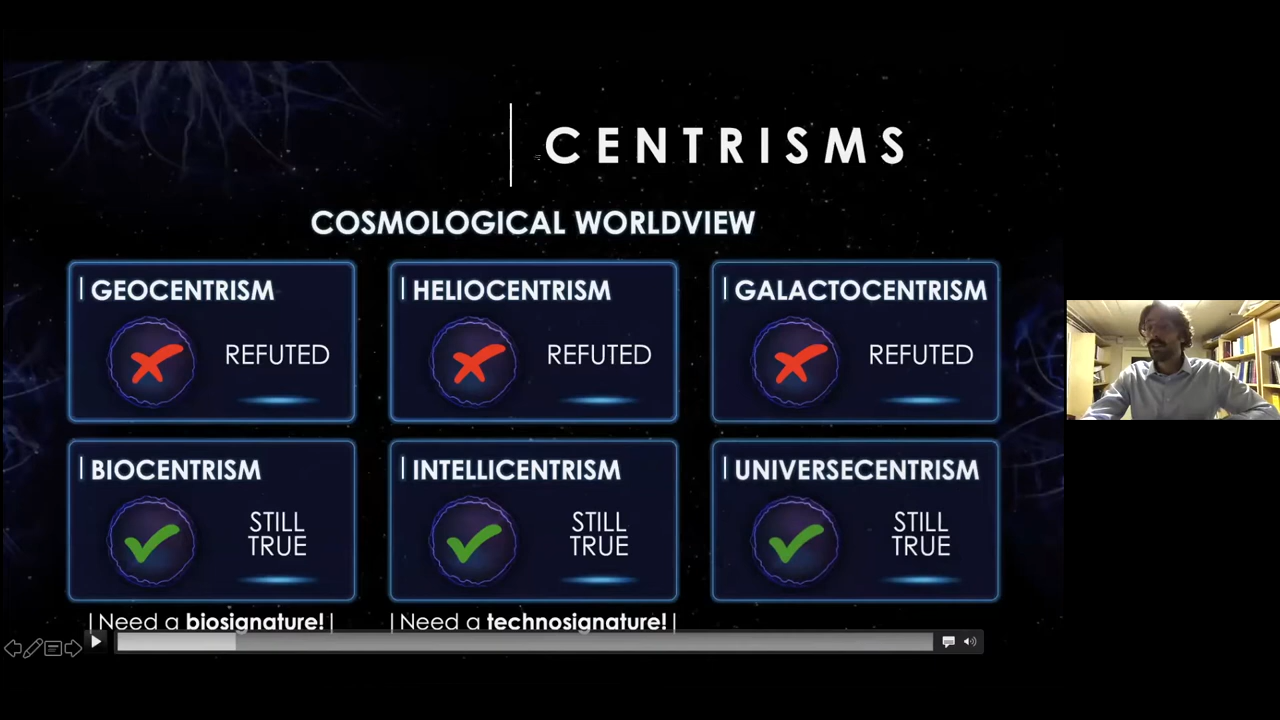 CENTRISMS
COSMOLOGICAL WORLDVIEW
| GEOCENTRISM
REFUTED
| HELIOCENTRISM
REFUTED
| GALACTOCENTRISM
REFUTED
| BIOCENTRISM
STILL
TRUE
| INTELLICENTRISM
STILL
TRUE
| UNIVERSECENTRISM
STILL
TRUE
|Need a biosignature!|
|Need a technosignature!|